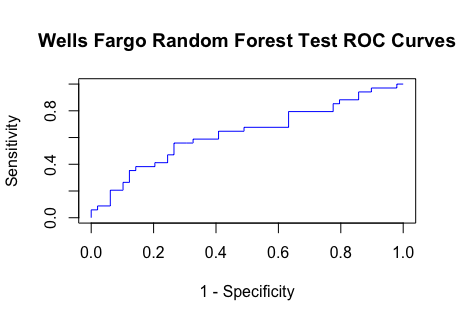 Wells Fargo Random Forest Test ROC Curves
Sensitivity
0.8
0.4
0.0
0.0 0.2 0.4 0.6 0.8 1.0
1 - Specificity